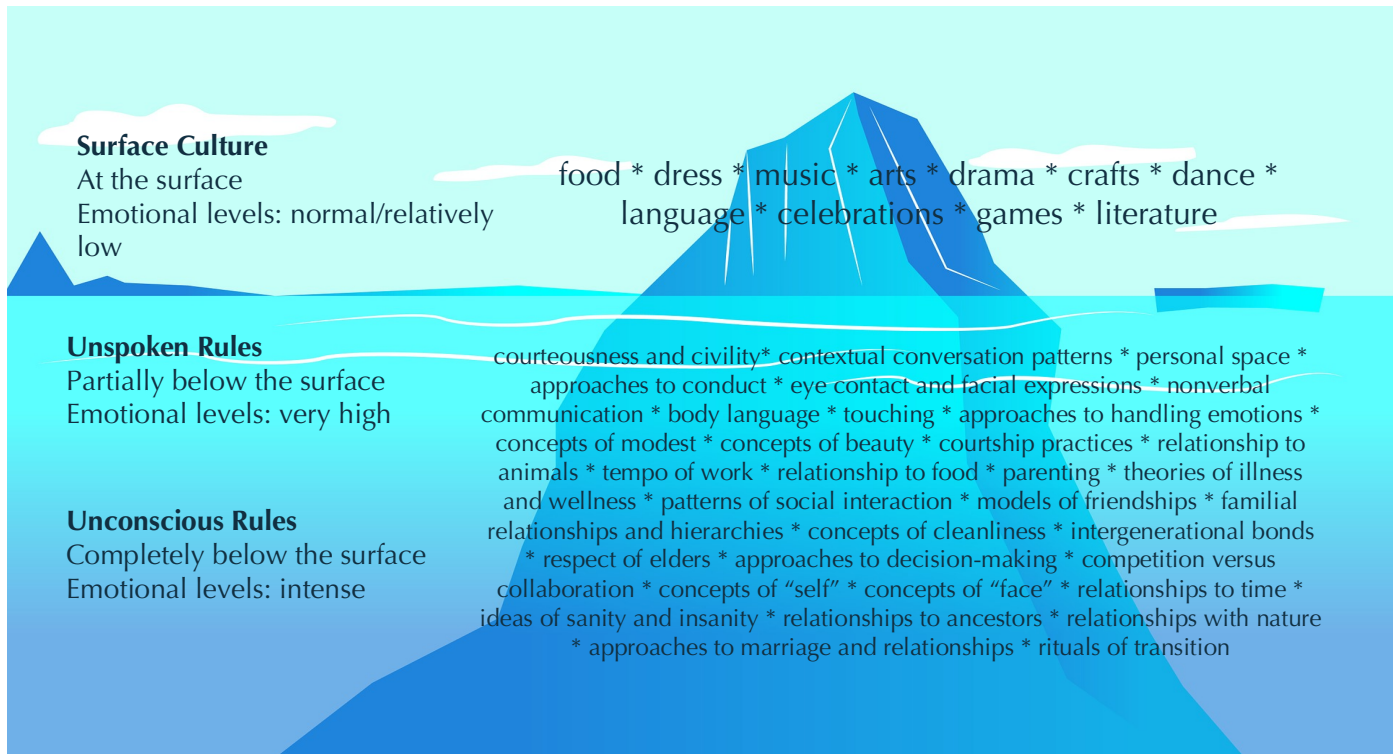 Surface Culture
At the surface
Emotional levels: normal/relatively
low
food * dress * music * arts * drama * crafts * dance *
language * celebrations * games * literature
Unspoken Rules
Partially below the surface
Emotional levels: very high
Unconscious Rules
Completely below the surface
Emotional levels: intense
courteousness and civility* contextual conversation patterns * personal space *
approaches to conduct * eye contact and facial expressions * nonverbal
communication * body language * touching * approaches to handling emotions *
concepts of modest * concepts of beauty * courtship practices * relationship to
animals * tempo of work * relationship to food * parenting * theories of illness
and wellness * patterns of social interaction * models of friendships * familial
relationships and hierarchies * concepts of cleanliness * intergenerational bonds
* respect of elders * approaches to decision-making * competition versus
collaboration * concepts of “self” * concepts of “face” * relationships to time *
ideas of sanity and insanity * relationships to ancestors * relationships with nature
* approaches to marriage and relationships * rituals of transition